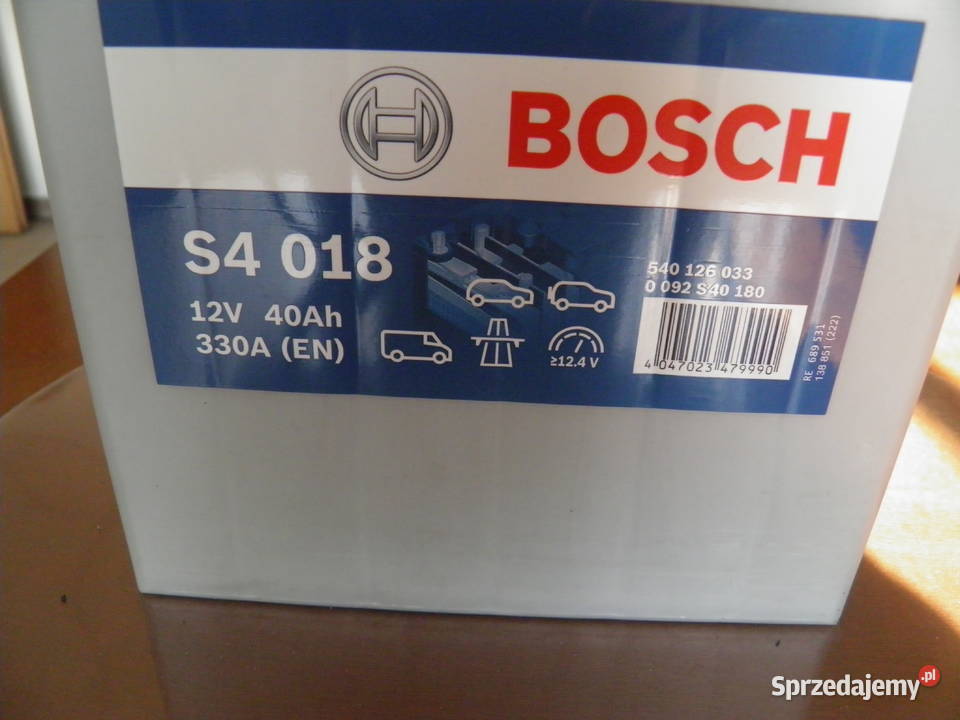 BOSCH
S4 018
12V 40Ah
330A (EN)
≥12.4 V
540 126 033
0 092 S40 180
4 047023 479990
RE 689 531
138 851 (222)
Sprzedajemy.pl